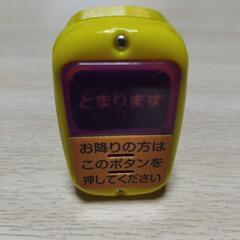 とまります
お降りの方は
このボタンを
押してください